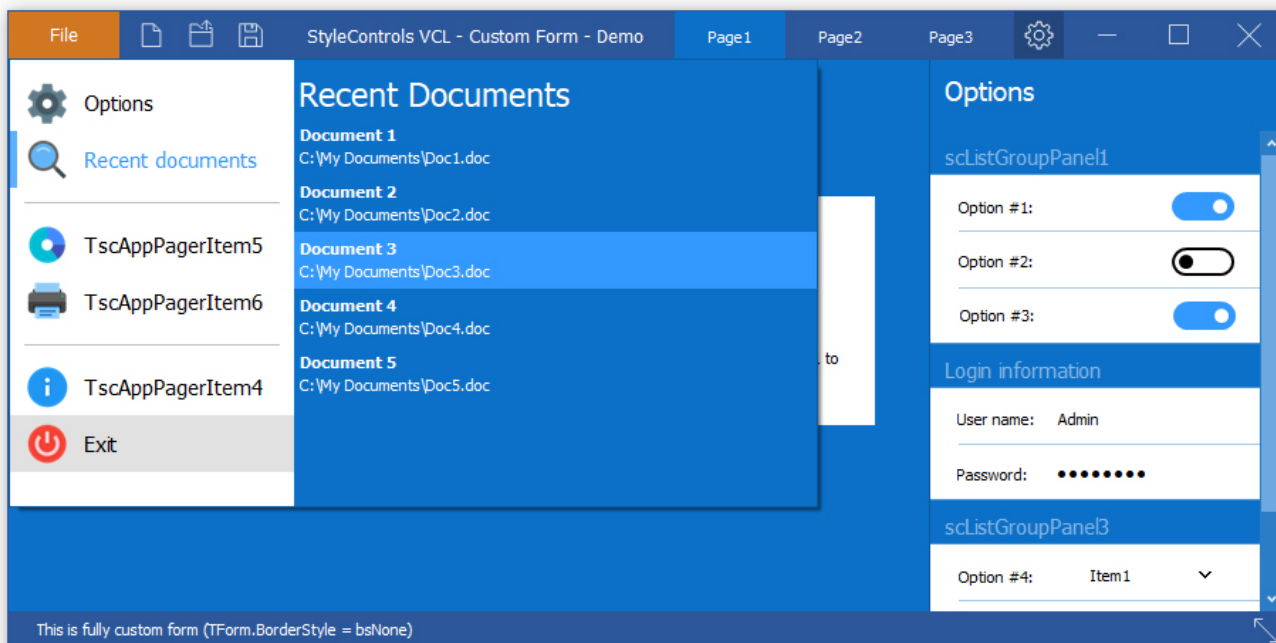 File
StyleControls VCL - Custom Form - Demo
Page1
Page2
Page3
Options
Recent documents
TscAppPagerItem5
TscAppPagerItem6
TscAppPagerItem4
Exit
Recent Documents
Document 1
C:\My Documents\Doc1.doc
Document 2
C:\My Documents\Doc2.doc
Document 3
C:\My Documents\Doc3.doc
Document 4
C:\My Documents\Doc4.doc
Document 5
C:\My Documents\Doc5.doc
to
Options
scListGroupPanel1
Option #1:
Option #2:
Option #3:
Login information
User name: Admin
Password: ●●●●●●●●
scListGroupPanel3
Option #4: Item1
This is fully custom form (TForm.BorderStyle = bsNone)